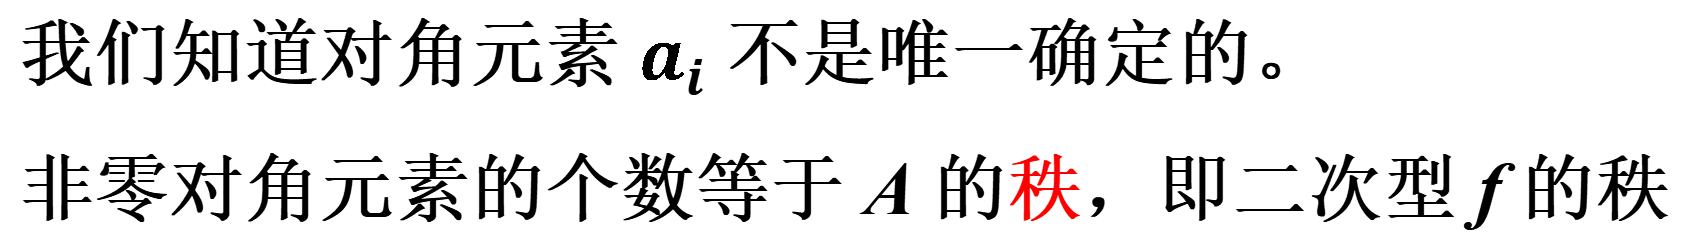 我们知道对角元素 aᵢ 不是唯一确定的。
非零对角元素的个数等于 A 的秩，即二次型 f 的秩